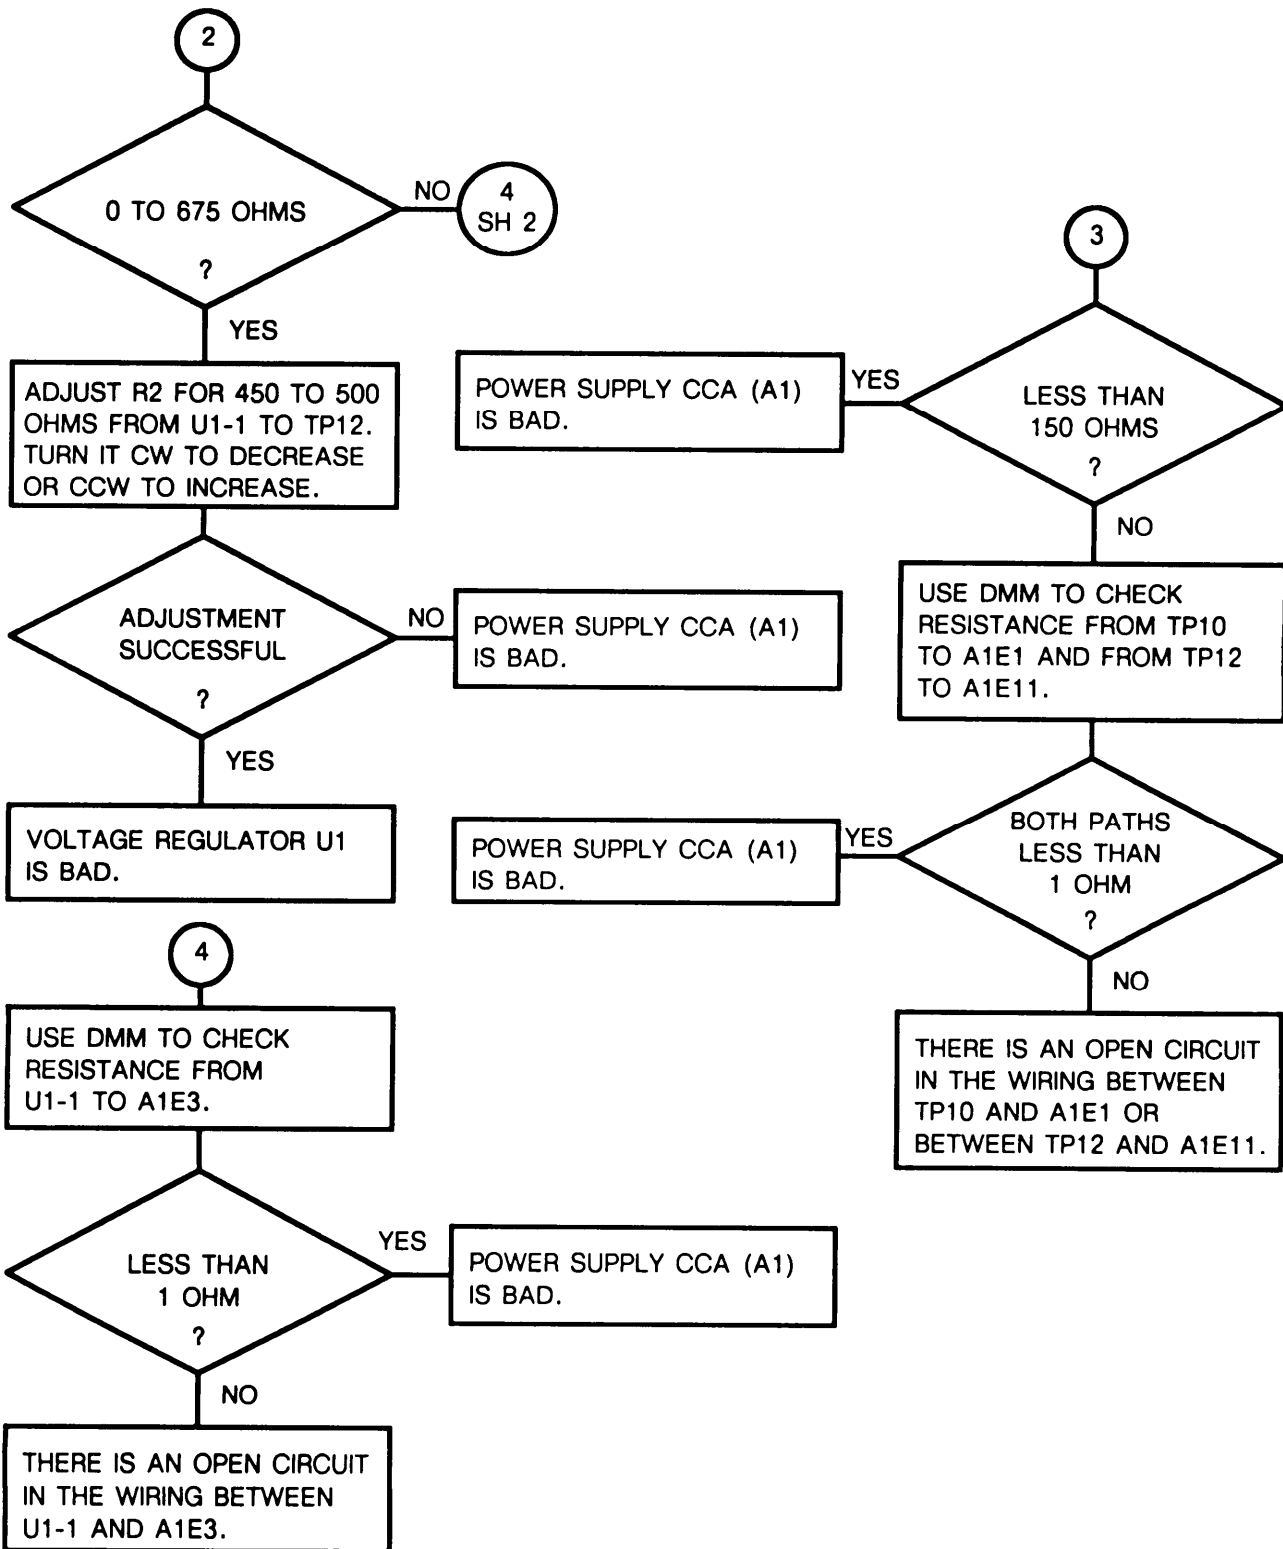 2
0 TO 675 OHMS
?
NO
4
SH 2
YES
ADJUST R2 FOR 450 TO 500
OHMS FROM U1-1 TO TP12.
TURN IT CW TO DECREASE
OR CCW TO INCREASE.
ADJUSTMENT
SUCCESSFUL
?
NO
POWER SUPPLY CCA (A1)
IS BAD.
YES
VOLTAGE REGULATOR U1
IS BAD.
3
LESS THAN
150 OHMS
?
YES
POWER SUPPLY CCA (A1)
IS BAD.
NO
USE DMM TO CHECK
RESISTANCE FROM TP10
TO A1E1 AND FROM TP12
TO A1E11.
BOTH PATHS
LESS THAN
1 OHM
?
YES
POWER SUPPLY CCA (A1)
IS BAD.
NO
THERE IS AN OPEN CIRCUIT
IN THE WIRING BETWEEN
TP10 AND A1E1 OR
BETWEEN TP12 AND A1E11.
4
USE DMM TO CHECK
RESISTANCE FROM
U1-1 TO A1E3.
LESS THAN
1 OHM
?
YES
POWER SUPPLY CCA (A1)
IS BAD.
NO
THERE IS AN OPEN CIRCUIT
IN THE WIRING BETWEEN
U1-1 AND A1E3.